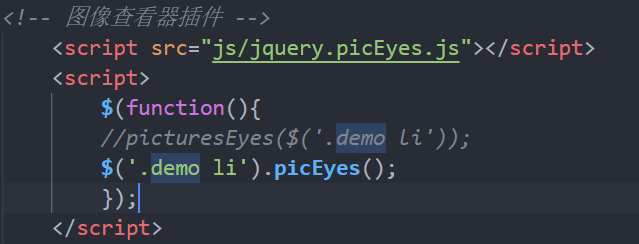 <!-- 图像查看器插件 -->
<script src="js/jquery.picEyes.js"></script>
<script>
$(function(){
//picturesEyes($('.demo li'));
$('.demo li').picEyes();
});
</script>